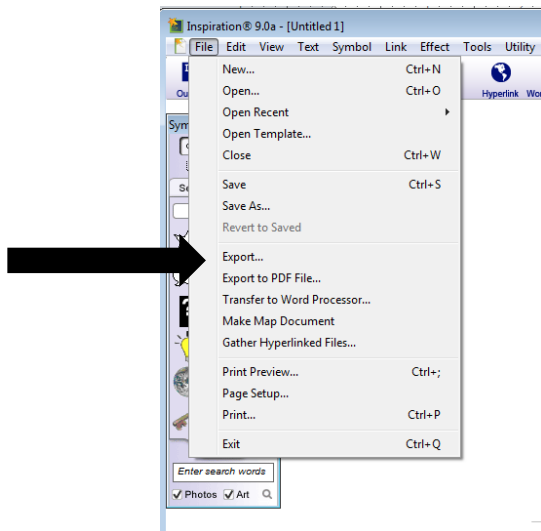 Inspiration® 9.0a - [Untitled 1]
File Edit View Text Symbol Link Effect Tools Utility
Hyperlink
New... Ctrl+N
Open... Ctrl+O
Open Recent
Open Template...
Close Ctrl+W
Save Ctrl+S
Save As...
Revert to Saved
Export...
Export to PDF File...
Transfer to Word Processor...
Make Map Document
Gather Hyperlinked Files...
Print Preview... Ctrl+;
Page Setup...
Print... Ctrl+P
Exit Ctrl+Q
Enter search words
Photos Art